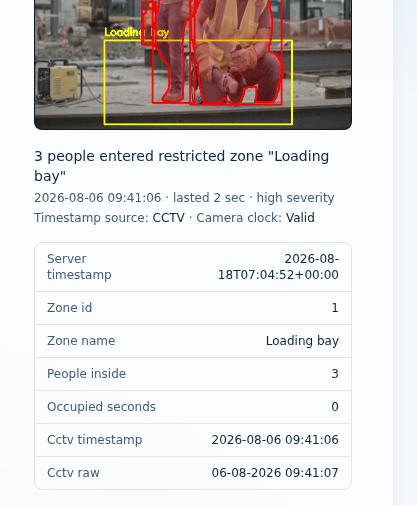 Loading bay
3 people entered restricted zone "Loading
bay"
2026-08-06 09:41:06 · lasted 2 sec · high severity
Timestamp source: CCTV · Camera clock: Valid
Server
timestamp
2026-08-
18T07:04:52+00:00
Zone id 1
Zone name Loading bay
People inside 3
Occupied seconds 0
Cctv timestamp 2026-08-06 09:41:06
Cctv raw 06-08-2026 09:41:07